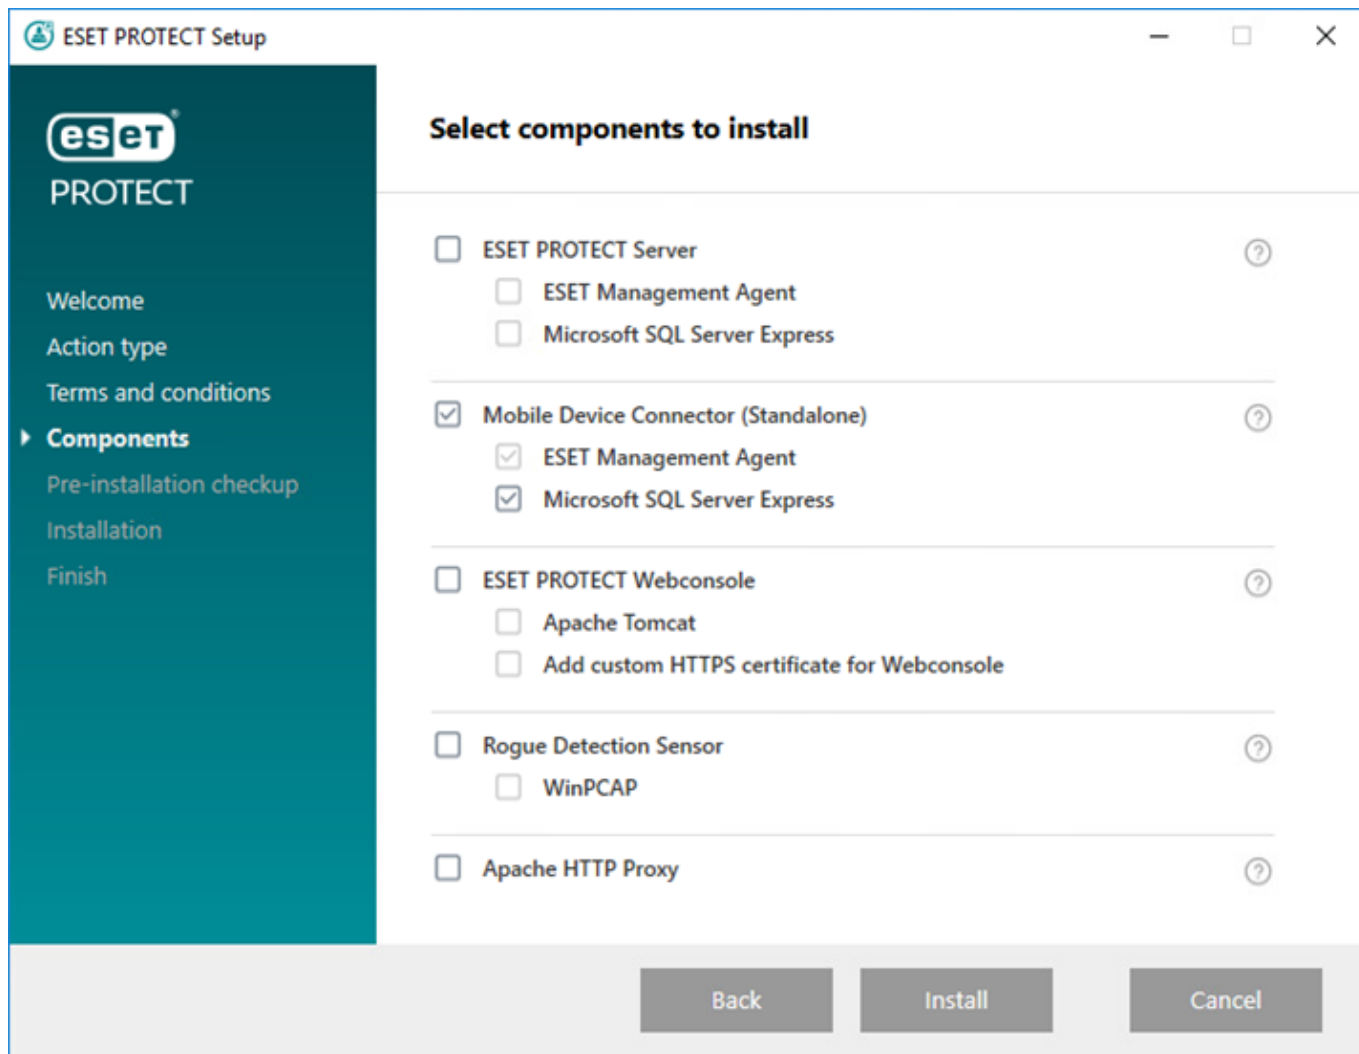 ESET PROTECT Setup
eset®
PROTECT
Welcome
Action type
Terms and conditions
Components
Pre-installation checkup
Installation
Finish
Select components to install
ESET PROTECT Server
ESET Management Agent
Microsoft SQL Server Express
Mobile Device Connector (Standalone)
ESET Management Agent
Microsoft SQL Server Express
ESET PROTECT Webconsole
Apache Tomcat
Add custom HTTPS certificate for Webconsole
Rogue Detection Sensor
WinPCAP
Apache HTTP Proxy
Back
Install
Cancel